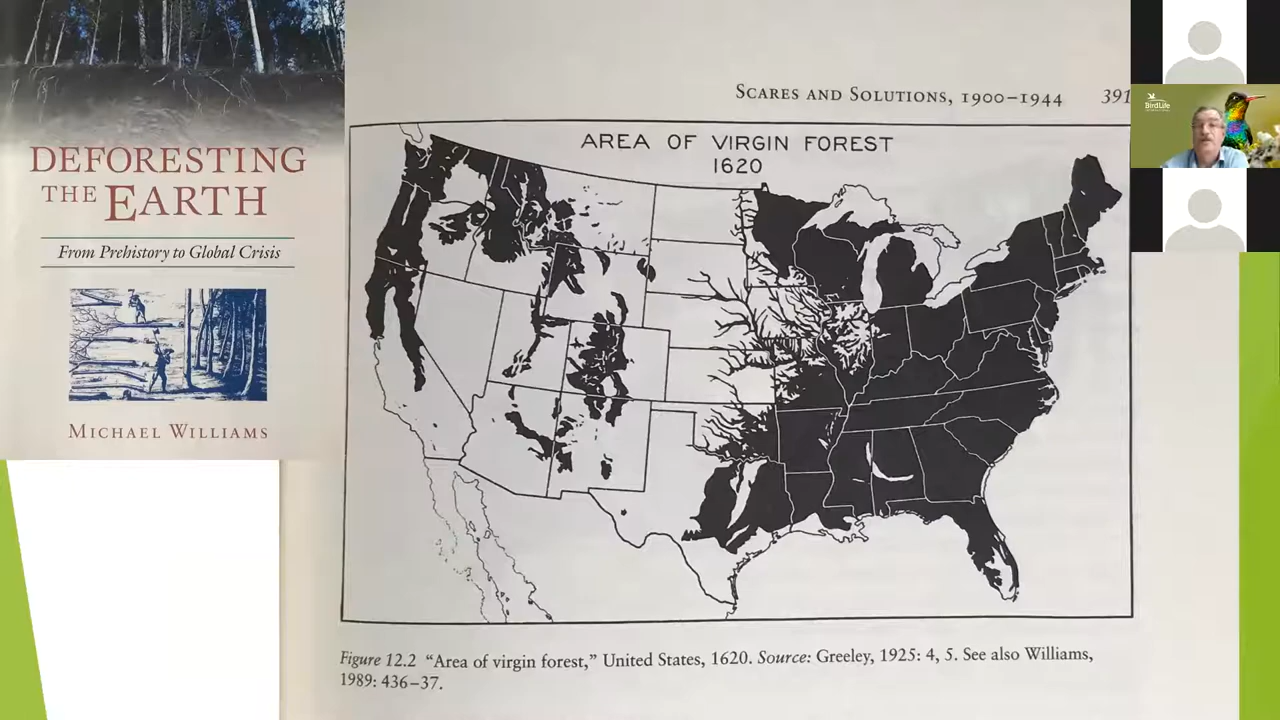 DEFORESTING
THE EARTH
From Prehistory to Global Crisis
MICHAEL WILLIAMS
SCARES AND SOLUTIONS, 1900–1944 391
AREA OF VIRGIN FOREST
1620
Figure 12.2 “Area of virgin forest,” United States, 1620. Source: Greeley, 1925: 4, 5. See also Williams,
1989: 436–37.
BirdLife